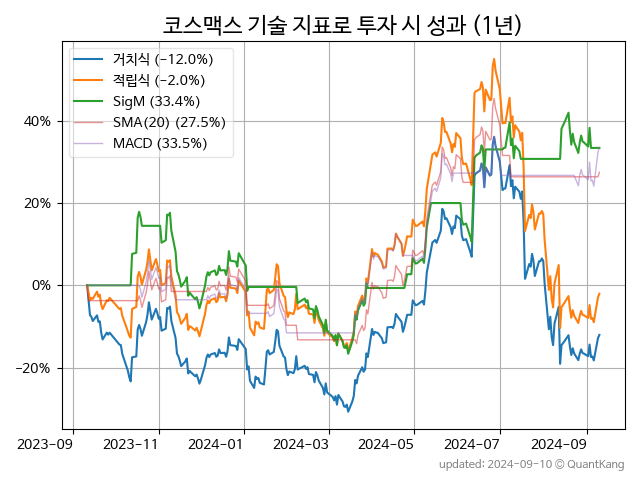 코스맥스 기술 지표로 투자 시 성과 (1년)
거치식 (-12.0%)
적립식 (-2.0%)
SigM (33.4%)
SMA(20) (27.5%)
MACD (33.5%)
40%
20%
0%
-20%
2023-09 2023-11 2024-01 2024-03 2024-05 2024-07 2024-09
updated: 2024-09-10 © QuantKang